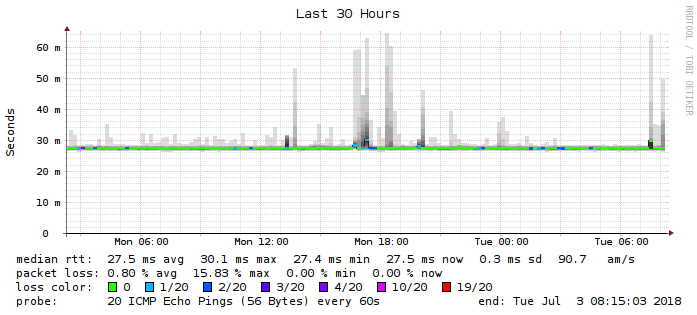 Last 30 Hours
RRDTOOL / TOBI OETIKER
Seconds
60 m
50 m
40 m
30 m
20 m
10 m
0
Mon 06:00 Mon 12:00 Mon 18:00 Tue 00:00 Tue 06:00
median rtt: 27.5 ms avg 30.1 ms max 27.4 ms min 27.5 ms now 0.3 ms sd 90.7 am/s
packet loss: 0.80 % avg 15.83 % max 0.00 % min 0.00 % now
loss color: 0 1/20 2/20 3/20 4/20 10/20 19/20
probe: 20 ICMP Echo Pings (56 Bytes) every 60s end: Tue Jul 3 08:15:03 2018